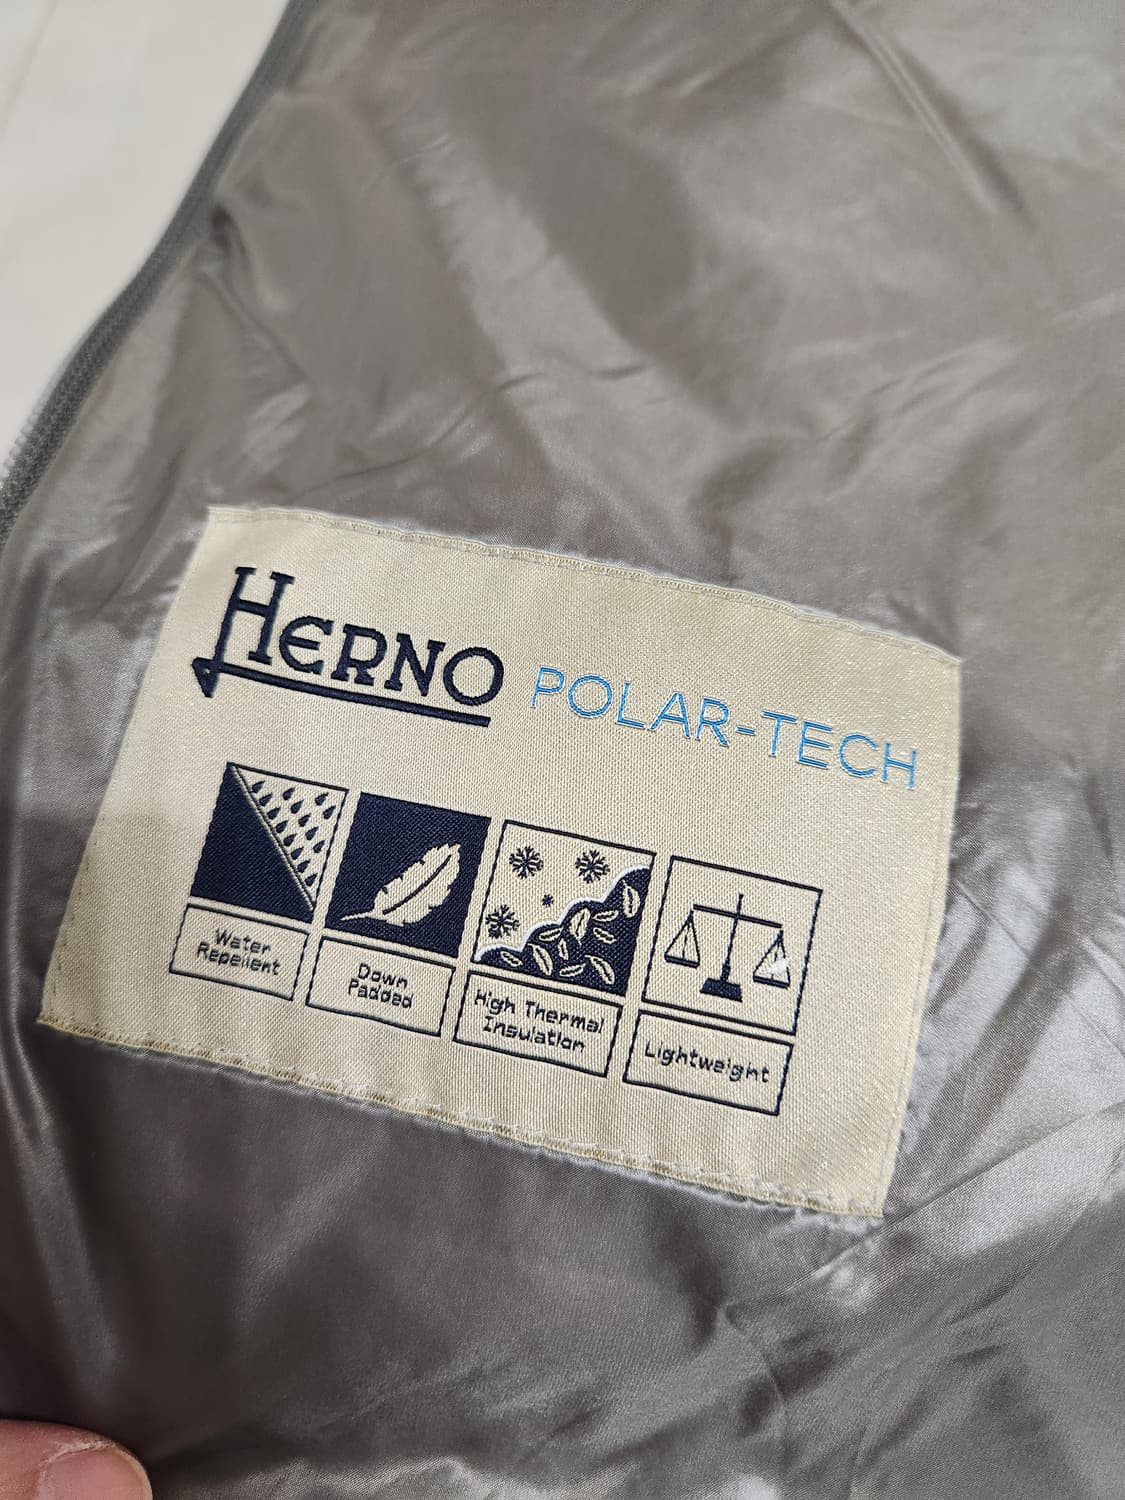 HERNO POLAR-TECH
Water
Repellent
Down
Padded
High Thermal
Insulation
Lightweight